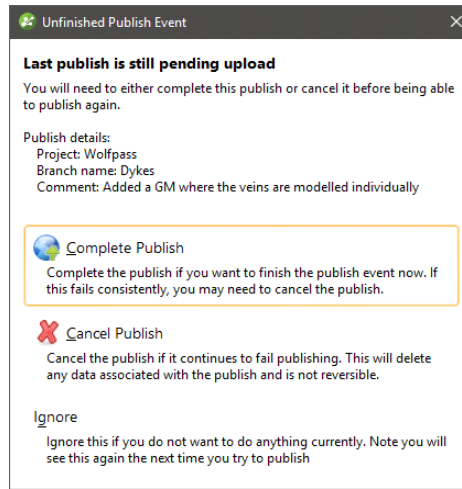 Unfinished Publish Event
Last publish is still pending upload
You will need to either complete this publish or cancel it before being able
to publish again.
Publish details:
Project: Wolfpass
Branch name: Dykes
Comment: Added a GM where the veins are modelled individually
Complete Publish
Complete the publish if you want to finish the publish event now. If
this fails consistently, you may need to cancel the publish.
Cancel Publish
Cancel the publish if it continues to fail publishing. This will delete
any data associated with the publish and is not reversible.
Ignore
Ignore this if you do not want to do anything currently. Note you will
see this again the next time you try to publish